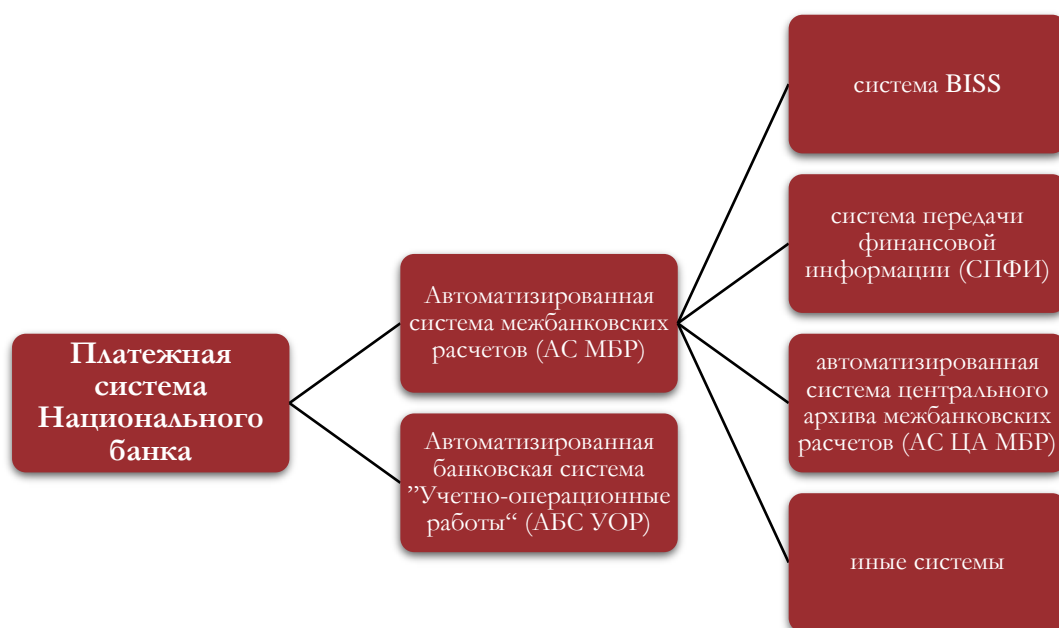 Платежная
система
Национального
банка
Автоматизированная
система межбанковских
расчетов (АС МБР)
Автоматизированная
банковская система
”Учетно-операционные
работы“ (АБС УОР)
система BISS
система передачи
финансовой
информации (СПФИ)
автоматизированная
система центрального
архива межбанковских
расчетов (АС ЦА МБР)
иные системы